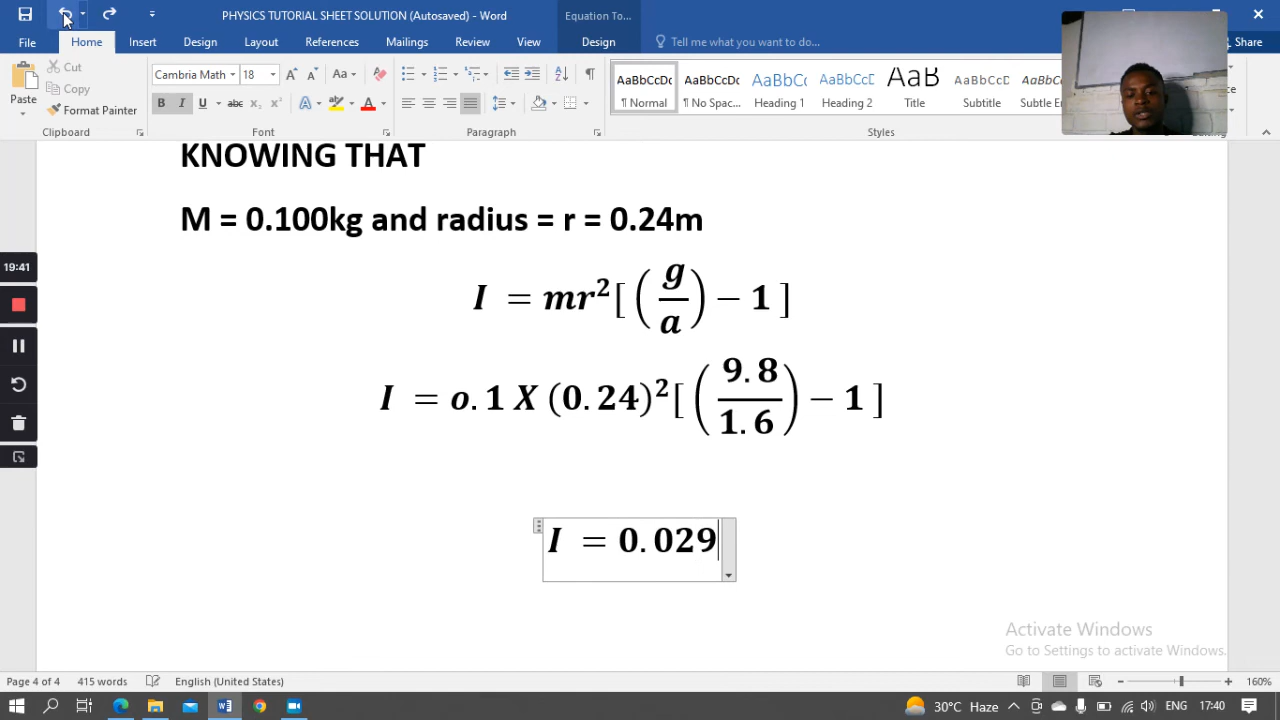 PHYSICS TUTORIAL SHEET SOLUTION (Autosaved) - Word
Equation To...
File Home Insert Design Layout References Mailings Review View Design Tell me what you want to do... Share
Paste
Cut
Copy
Format Painter
Cambria Math 18
AaBbCcDc AaBbCcDc AaBbCc AaBbCcE AaB AaBbCcD
¶ Normal ¶ No Spac... Heading 1 Heading 2 Title Subtitle Subtle Em
Clipboard Font Paragraph Styles Editing
KNOWING THAT
M = 0.100kg and radius = r = 0.24m
I = mr²[(g/a) − 1]
I = o.1 X (0.24)²[(9.8/1.6) − 1]
I = 0.029
19:41
Activate Windows
Go to Settings to activate Windows.
Page 4 of 4 415 words English (United States) 160%
30°C Haze ENG 17:40